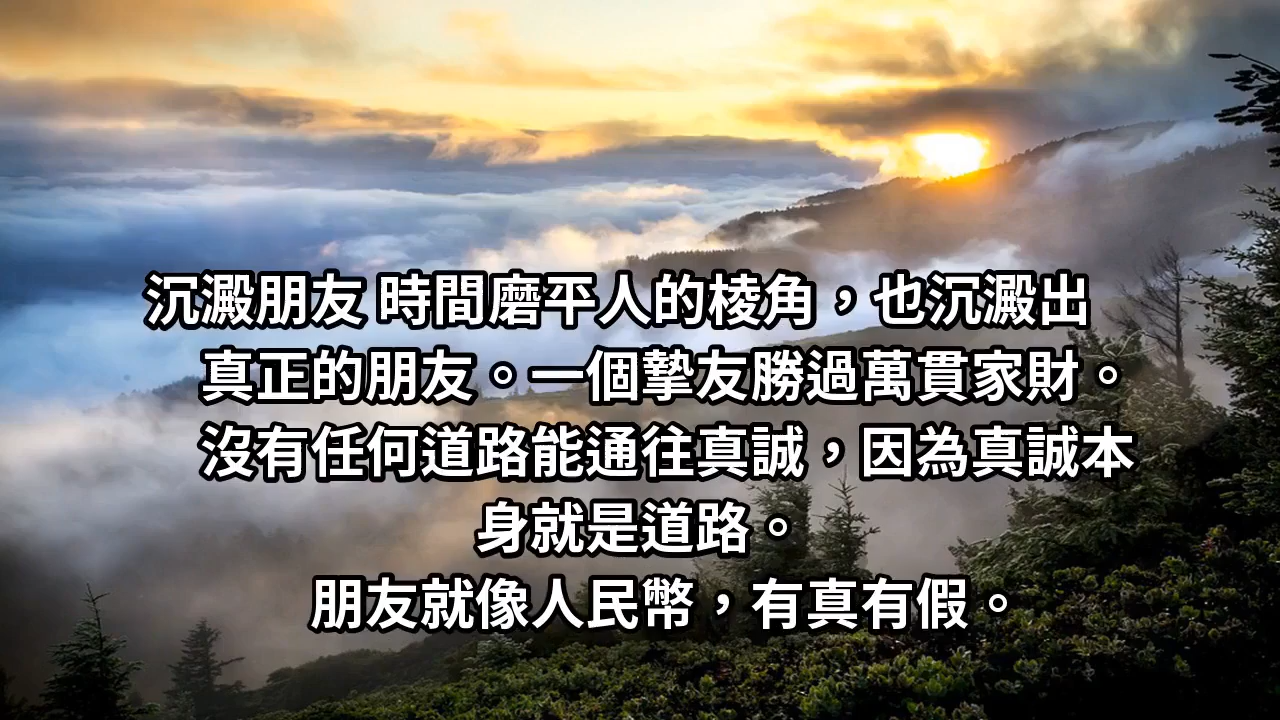 沉澱朋友 時間磨平人的棱角，也沉澱出
真正的朋友。一個摯友勝過萬貫家財。
沒有任何道路能通往真誠，因為真誠本
身就是道路。
朋友就像人民幣，有真有假。